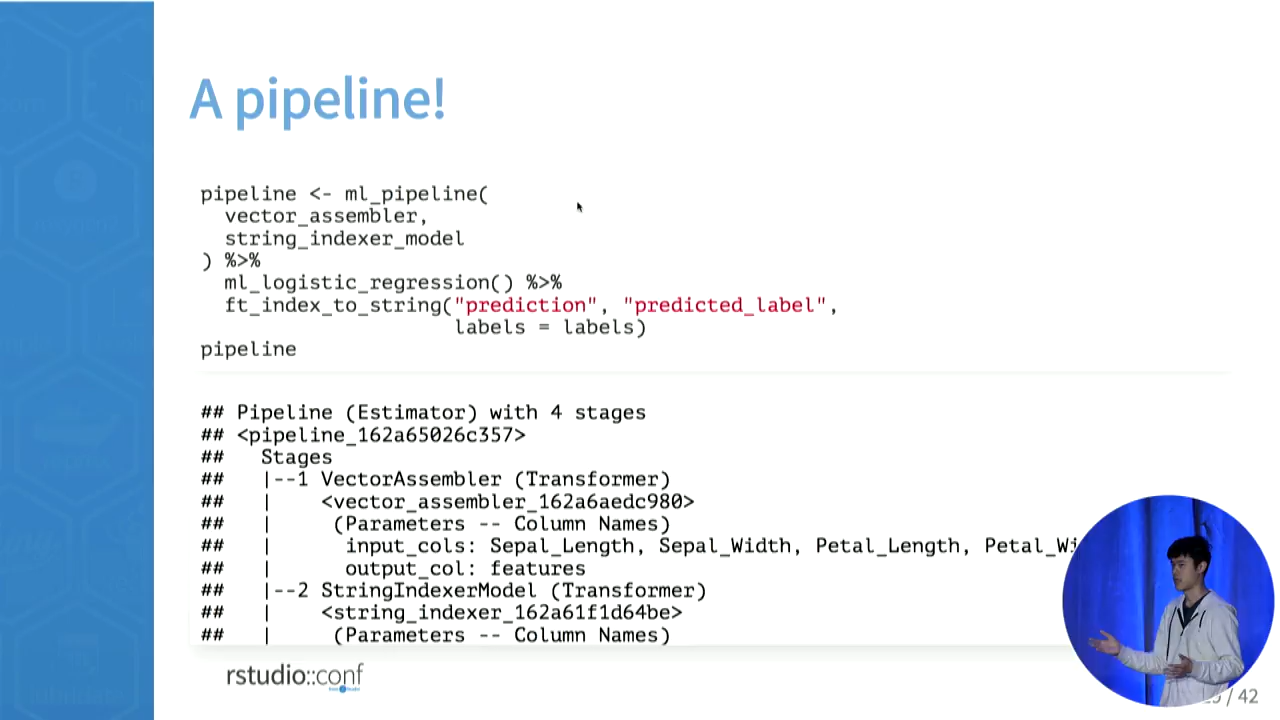 A pipeline!
pipeline <- ml_pipeline(
  vector_assembler,
  string_indexer_model
) %>%
  ml_logistic_regression() %>%
  ft_index_to_string("prediction", "predicted_label",
                     labels = labels)
pipeline
## Pipeline (Estimator) with 4 stages
## <pipeline_162a65026c357>
##   Stages
##   |--1 VectorAssembler (Transformer)
##   |    <vector_assembler_162a6aedc980>
##   |     (Parameters -- Column Names)
##   |      input_cols: Sepal_Length, Sepal_Width, Petal_Length,
##   |      output_col: features
##   |--2 StringIndexerModel (Transformer)
##   |    <string_indexer_162a61f1d64be>
##   |     (Parameters -- Column Names)
rstudio::conf
/ 42